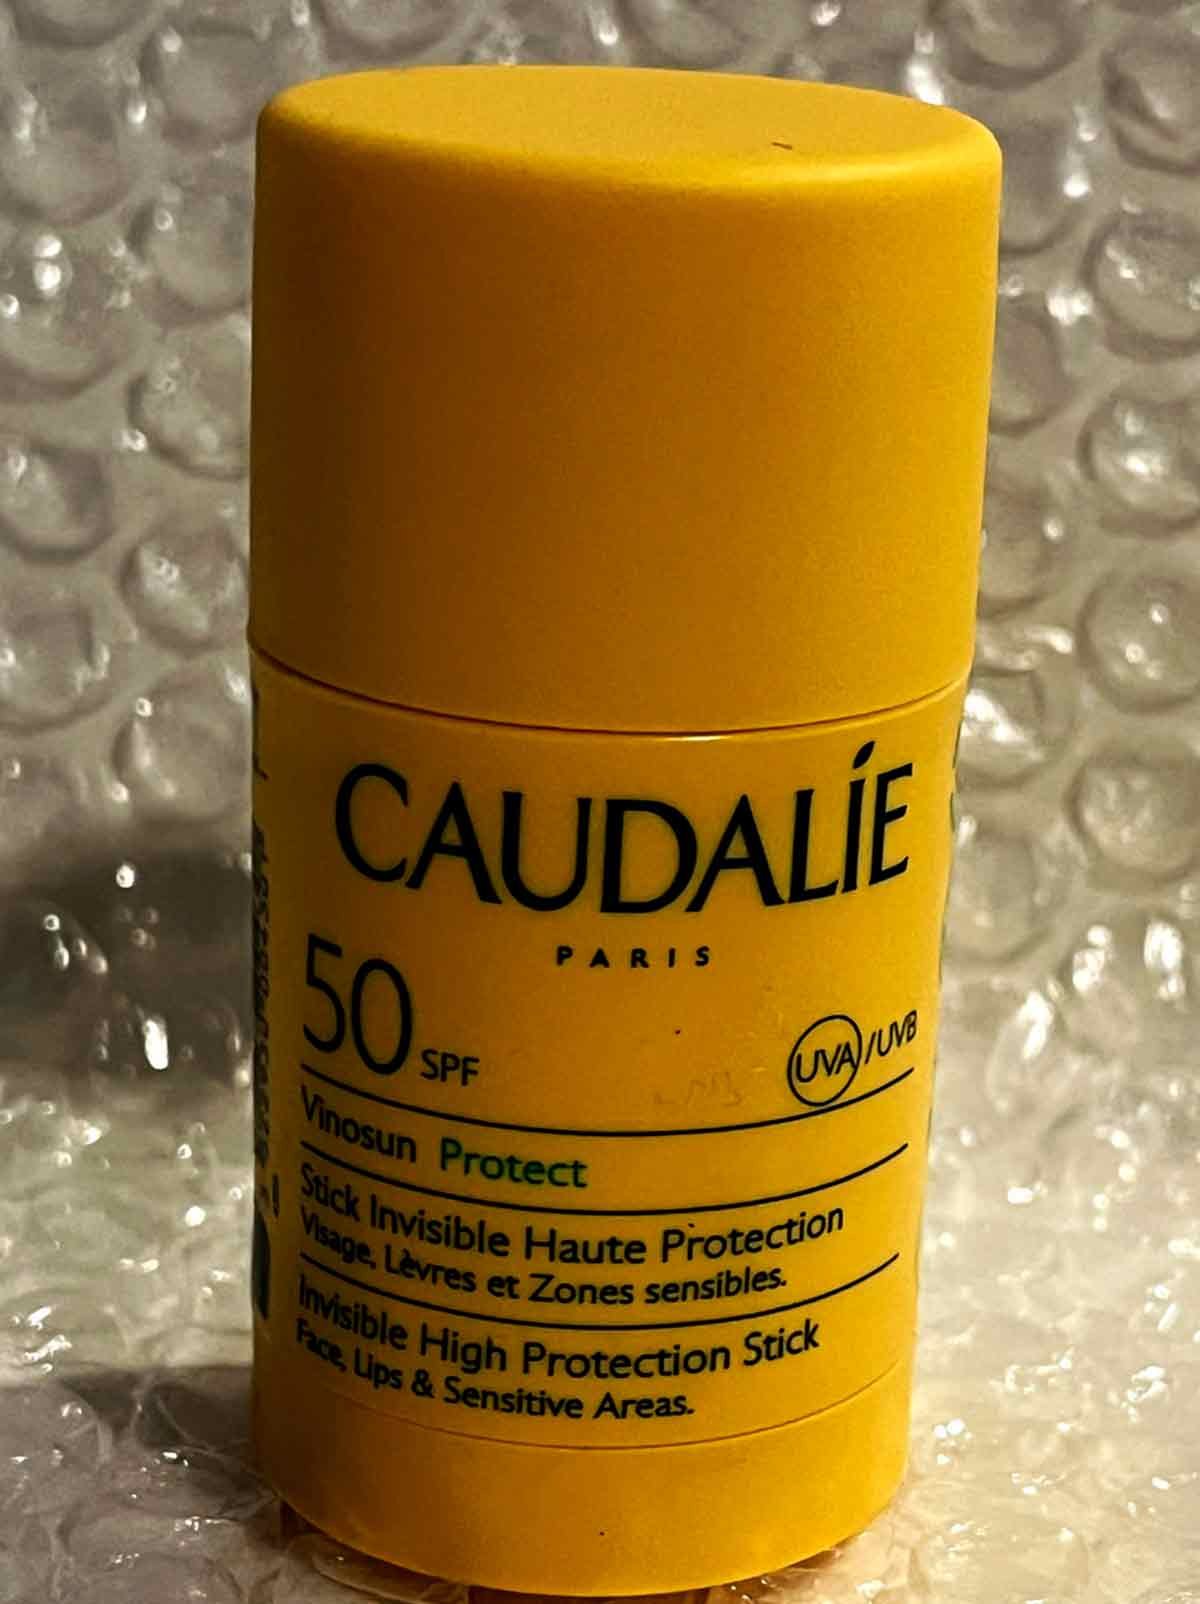 CAUDALÍE
PARIS
50 SPF
UVA/UVB
Vinosun Protect
Stick Invisible Haute Protection
Visage, Lèvres et Zones sensibles.
Invisible High Protection Stick
Face, Lips & Sensitive Areas.